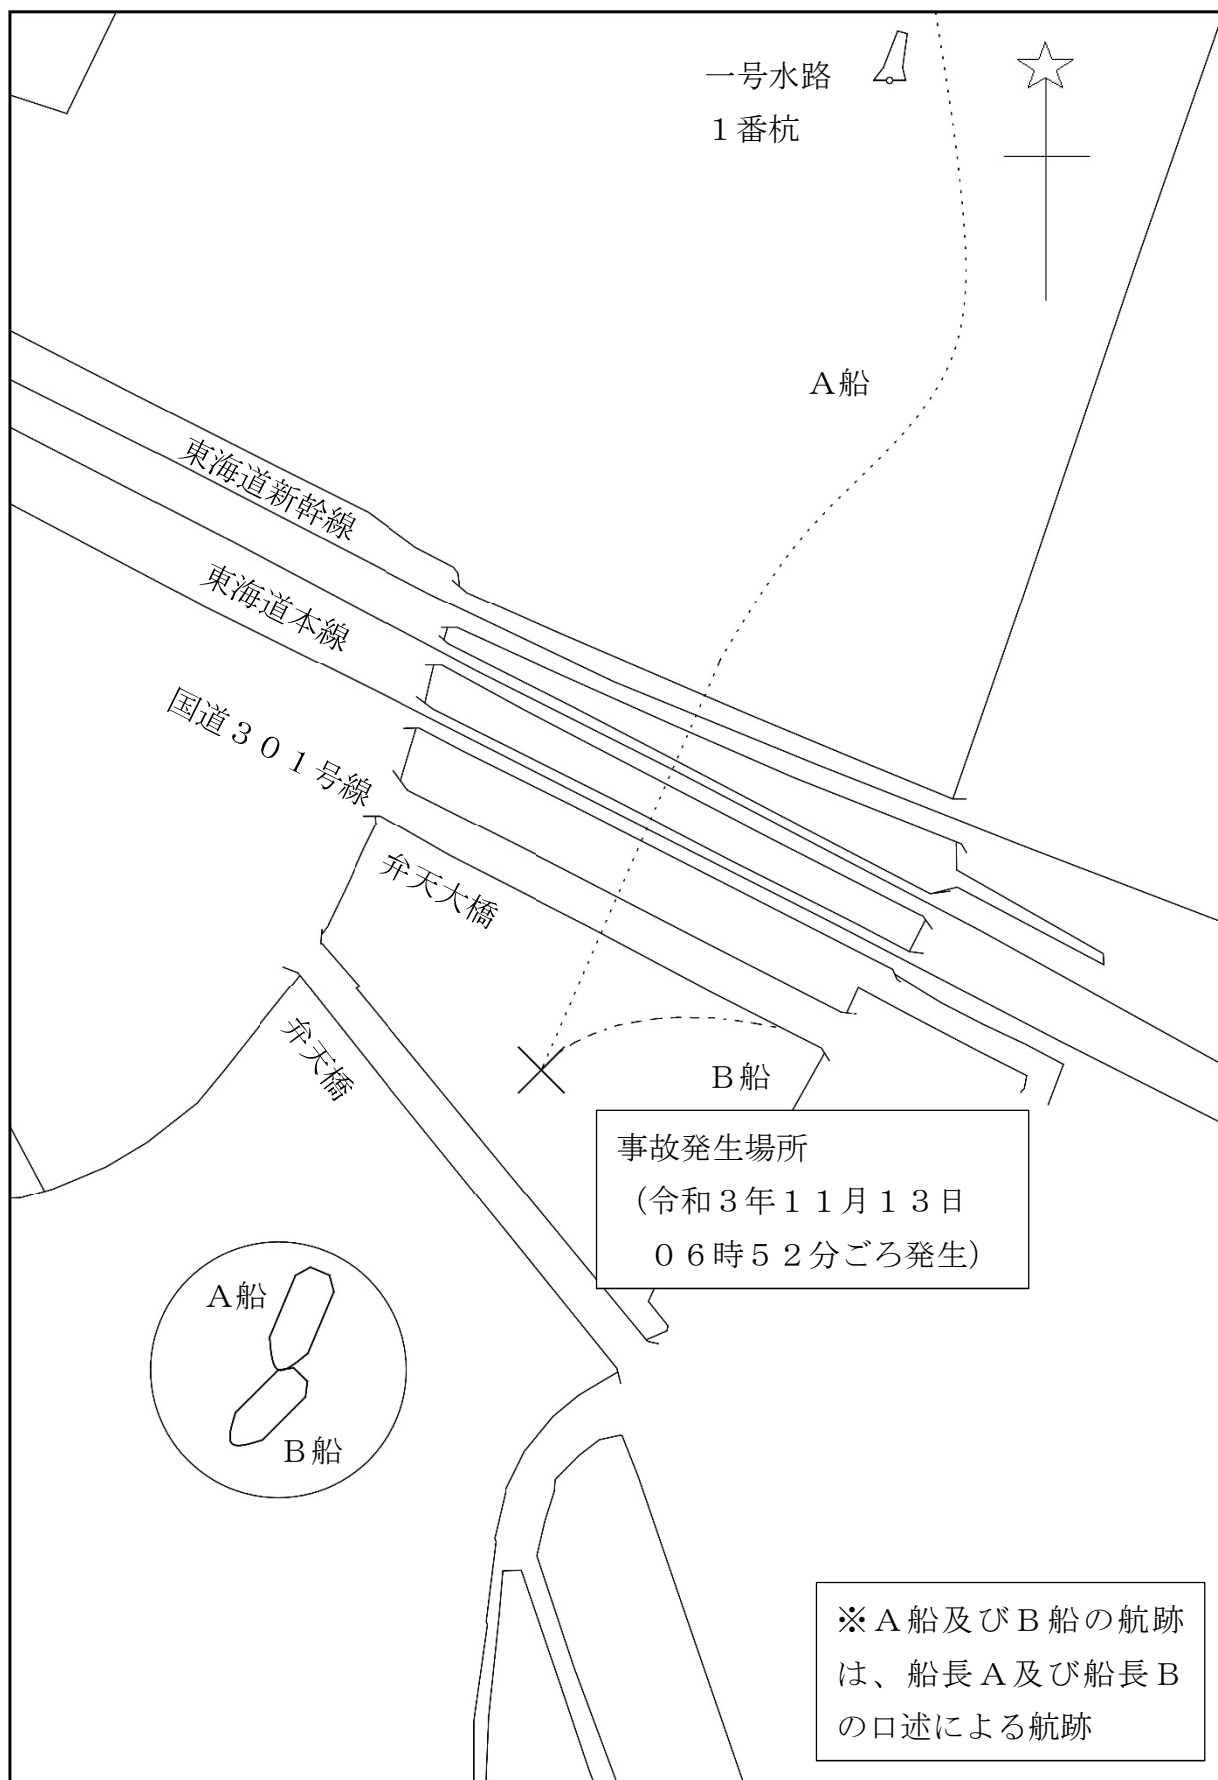 一号水路
１番杭
Ａ船
東海道新幹線
東海道本線
国道３０１号線
弁天大橋
弁天橋
Ｂ船
事故発生場所
（令和３年１１月１３日
０６時５２分ごろ発生）
Ａ船
Ｂ船
※Ａ船及びＢ船の航跡
は、船長Ａ及び船長Ｂ
の口述による航跡